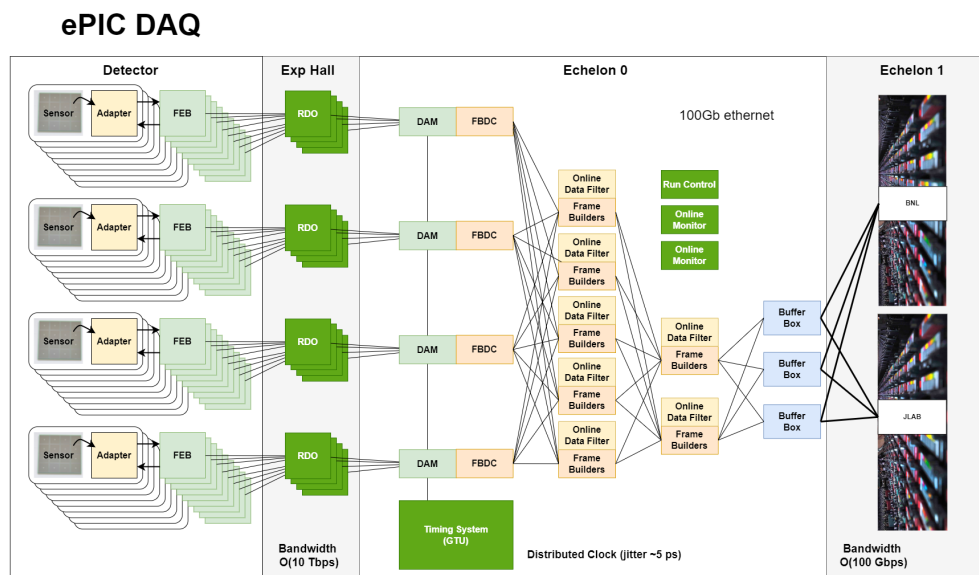 ePIC DAQ
Detector
Exp Hall
Echelon 0
Echelon 1
100Gb ethernet
Sensor
Adapter
FEB
RDO
DAM
FBDC
Sensor
Adapter
FEB
RDO
DAM
FBDC
Sensor
Adapter
FEB
RDO
DAM
FBDC
Sensor
Adapter
FEB
RDO
DAM
FBDC
Online
Data Filter
Frame
Builders
Online
Data Filter
Frame
Builders
Online
Data Filter
Frame
Builders
Online
Data Filter
Frame
Builders
Online
Data Filter
Frame
Builders
Run Control
Online
Monitor
Online
Monitor
Online
Data Filter
Frame
Builders
Online
Data Filter
Frame
Builders
Buffer
Box
Buffer
Box
Buffer
Box
BNL
JLAB
Timing System
(GTU)
Bandwidth
O(10 Tbps)
Distributed Clock (jitter ~5 ps)
Bandwidth
O(100 Gbps)